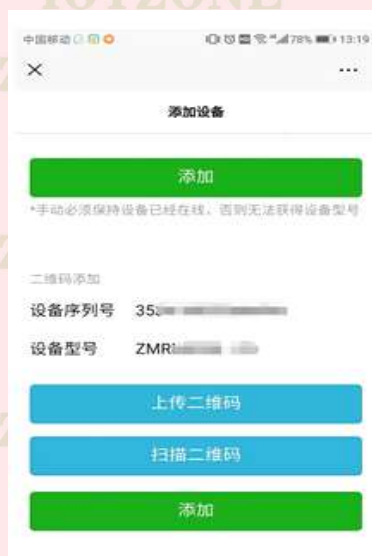 中国移动 78% 13:19
添加设备
添加
*手动必须保持设备已经在线，否则无法获得设备型号
二维码添加
设备序列号 35
设备型号 ZMR
上传二维码
扫描二维码
添加